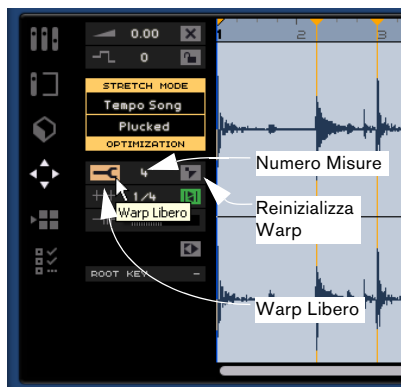 0.00
1 2 3
0
STRETCH MODE
Tempo Song
Plucked
OPTIMIZATION
4
Numero Misure
1/4
Warp Libero
Reinizializza
Warp
ROOT KEY -
Warp Libero